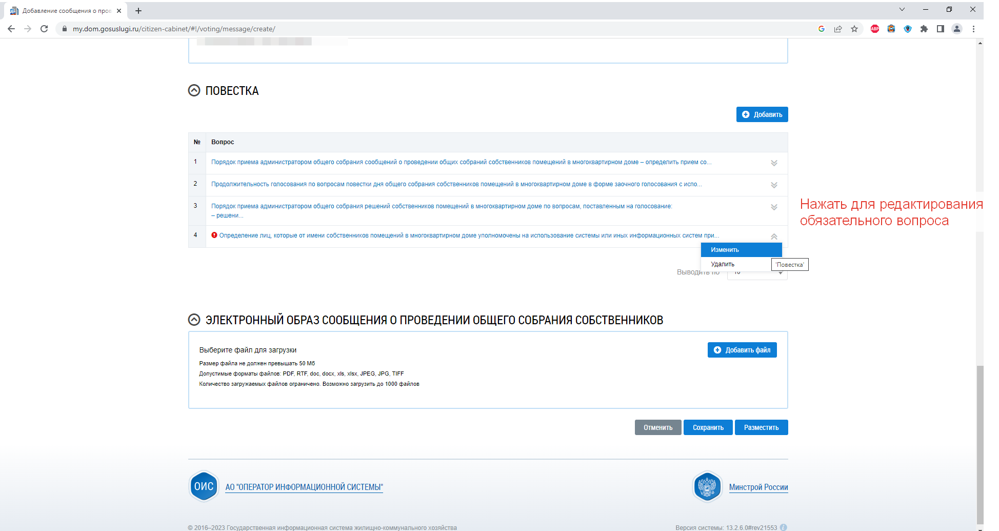 Добавление сообщения о пров
my.dom.gosuslugi.ru/citizen-cabinet/#!/voting/message/create/
G
ABP
ПОВЕСТКА
Добавить
№ Вопрос
1 Порядок приема администратором общего собрания сообщений о проведении общих собраний собственников помещений в многоквартирном доме – определить прием со...
2 Продолжительность голосования по вопросам повестки дня общего собрания собственников помещений в многоквартирном доме в форме заочного голосования с испо...
3 Порядок приема администратором общего собрания решений собственников помещений в многоквартирном доме по вопросам, поставленным на голосование:
– решени...
Нажать для редактирования
обязательного вопроса
4 Определение лиц, которые от имени собственников помещений в многоквартирном доме уполномочены на использование системы или иных информационных систем при...
Изменить
Удалить
'Повестка'
Выводить по 10
ЭЛЕКТРОННЫЙ ОБРАЗ СООБЩЕНИЯ О ПРОВЕДЕНИИ ОБЩЕГО СОБРАНИЯ СОБСТВЕННИКОВ
Выберите файл для загрузки
Добавить файл
Размер файла не должен превышать 50 Мб
Допустимые форматы файлов: PDF, RTF, doc, docx, xls, xlsx, JPEG, JPG, TIFF
Количество загружаемых файлов ограничено. Возможно загрузить до 1000 файлов
Отменить Сохранить Разместить
ОИС АО "ОПЕРАТОР ИНФОРМАЦИОННОЙ СИСТЕМЫ"
Минстрой России
© 2016–2023 Государственная информационная система жилищно-коммунального хозяйства
Версия системы: 13.2.6.0#rev21553